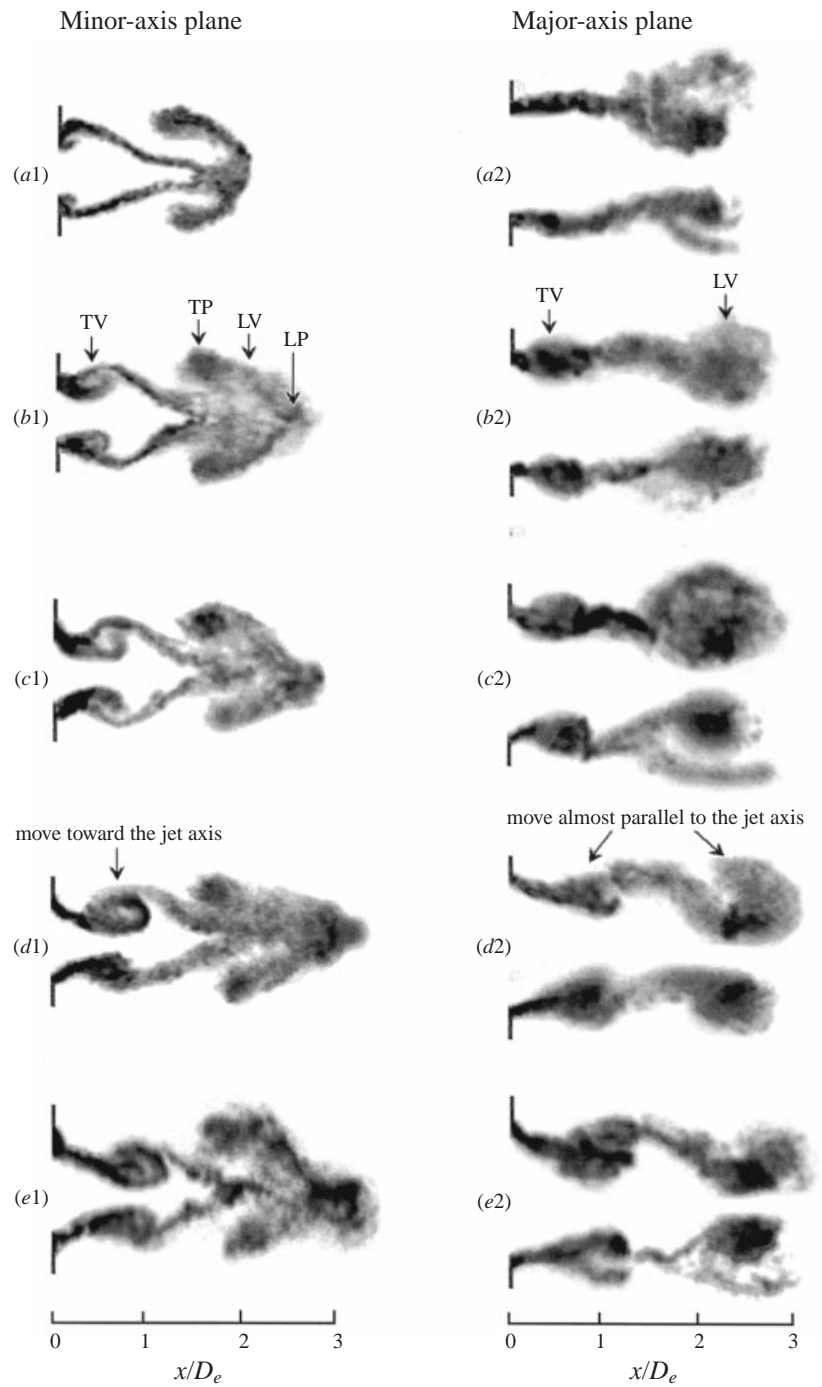 Minor-axis plane
Major-axis plane
(a1)
(a2)
TV
TP
LV
LP
(b1)
TV
LV
(b2)
(c1)
(c2)
move toward the jet axis
(d1)
move almost parallel to the jet axis
(d2)
(e1)
(e2)
0 1 2 3
x/De
0 1 2 3
x/De